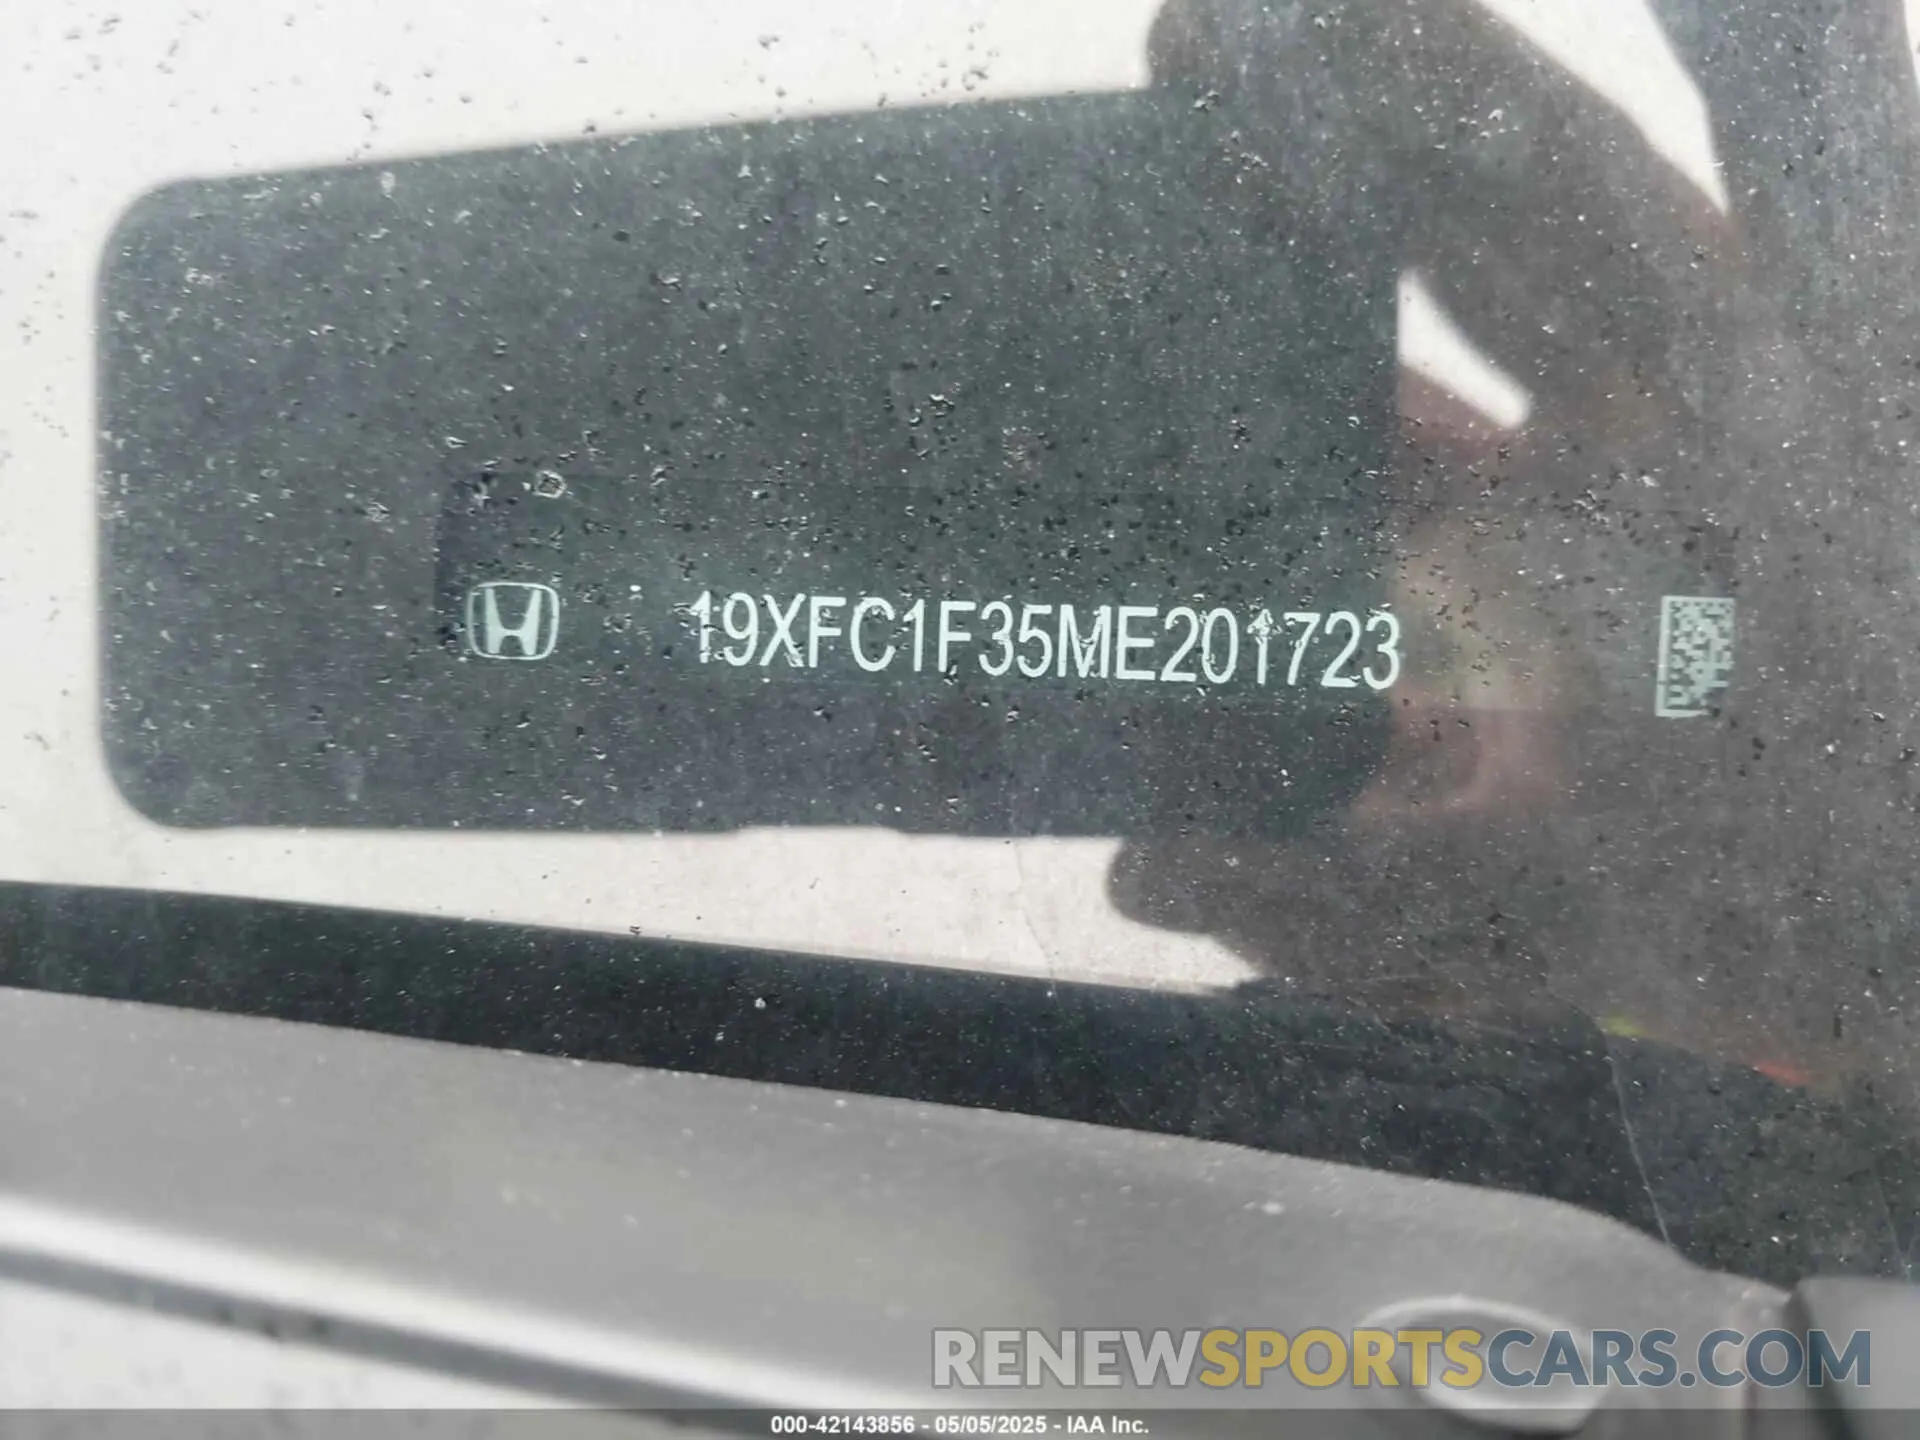 19XFC1F35ME201723
RENEWSPORTSCARS.COM
000-42143856 - 05/05/2025 - IAA Inc.